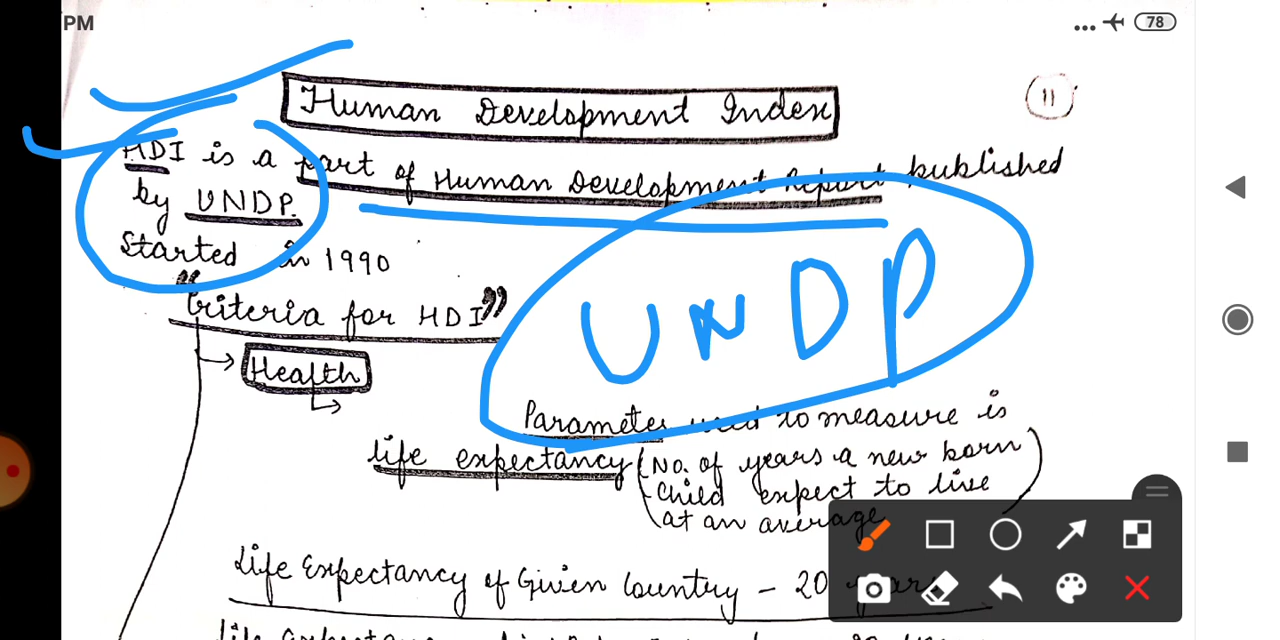 PM
78
Human Development Index
11
HDI is a part of Human Development Report published
by UNDP.
Started in 1990
"Criteria for HDI"
UNDP
Health
Parameter used to measure is
life expectancy (No. of years a new born
child expect to live
at an average
Life Expectancy of Given Country - 20 years